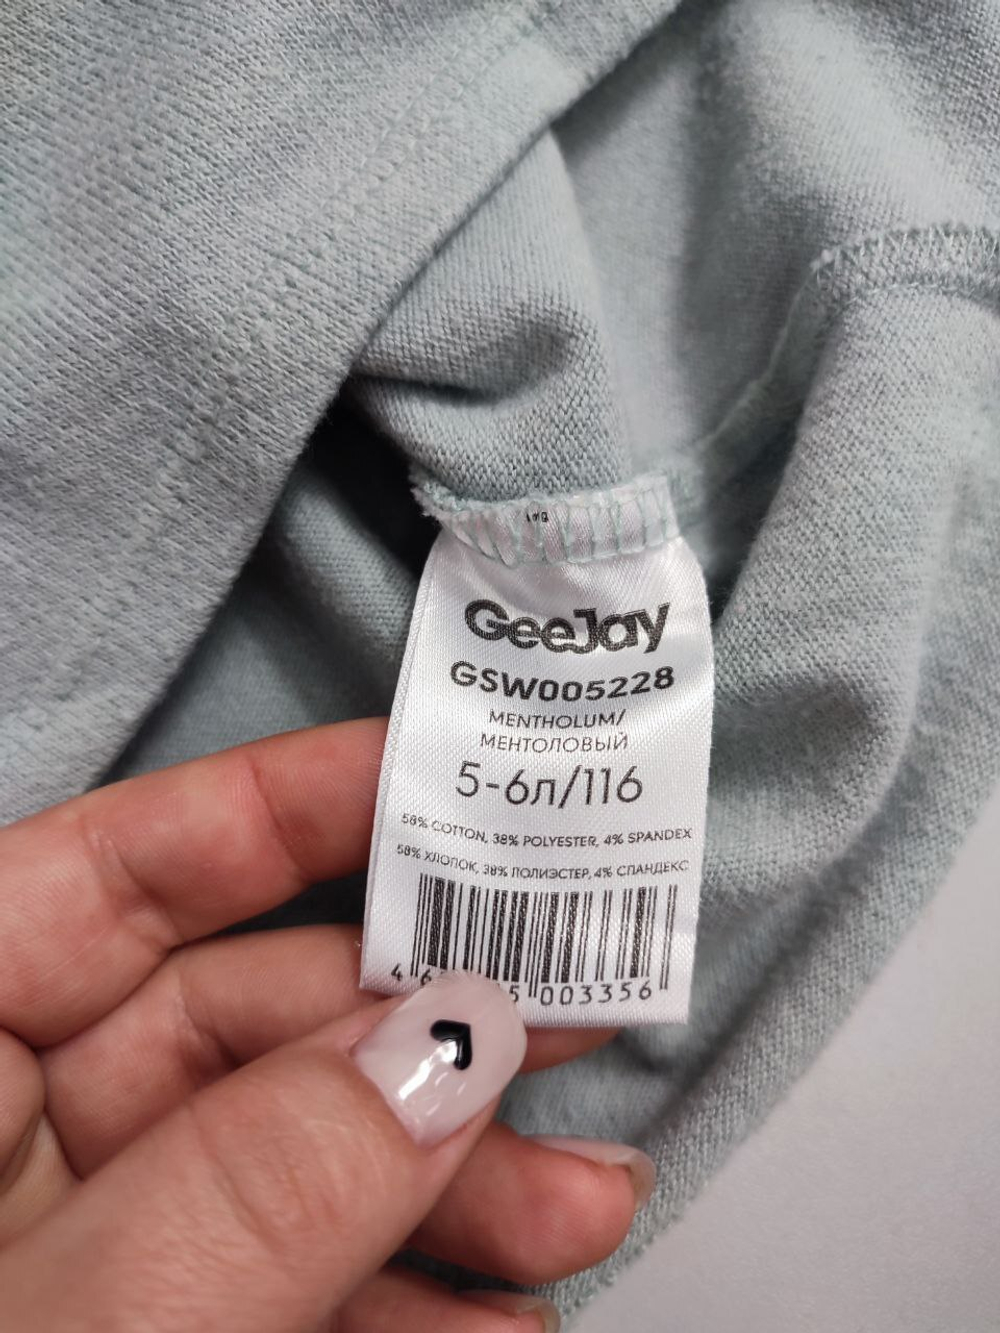 GeeJay
GSW005228
MENTHOLUM/
МЕНТОЛОВЫЙ
5-6л/116
58% COTTON, 38% POLYESTER, 4% SPANDEX
58% ХЛОПОК, 38% ПОЛИЭСТЕР, 4% СПАНДЕКС
003356